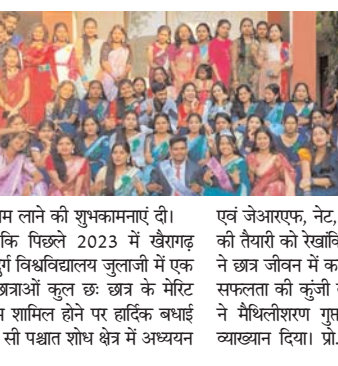 लाने की शुभकामनाएं दी।
कि पिछले 2023 में खैरागढ़
विश्वविद्यालय जुलाजी में एक
कुल छः छात्र के मेरिट
शामिल होने पर हार्दिक बधाई
सी पश्चात शोध क्षेत्र में अध्ययन
एवं जेआरएफ, नेट,
की तैयारी को
ने छात्र जीवन में
सफलता की कुंजी
ने मैथिलीशरण
व्याख्यान दिया। प्रो.